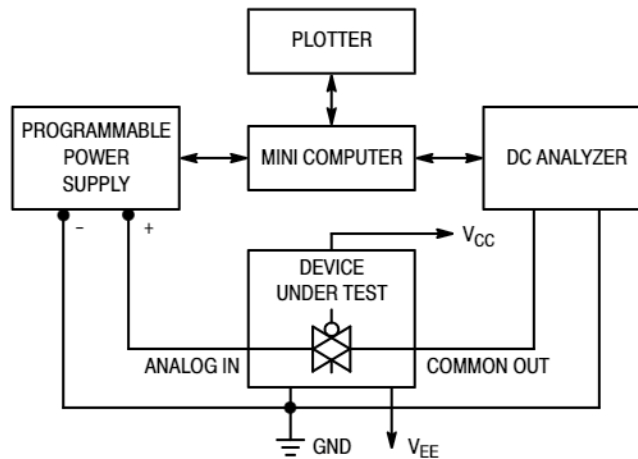 PLOTTER
PROGRAMMABLE
POWER
SUPPLY
MINI COMPUTER
DC ANALYZER
− +
VCC
DEVICE
UNDER TEST
ANALOG IN
COMMON OUT
GND
VEE